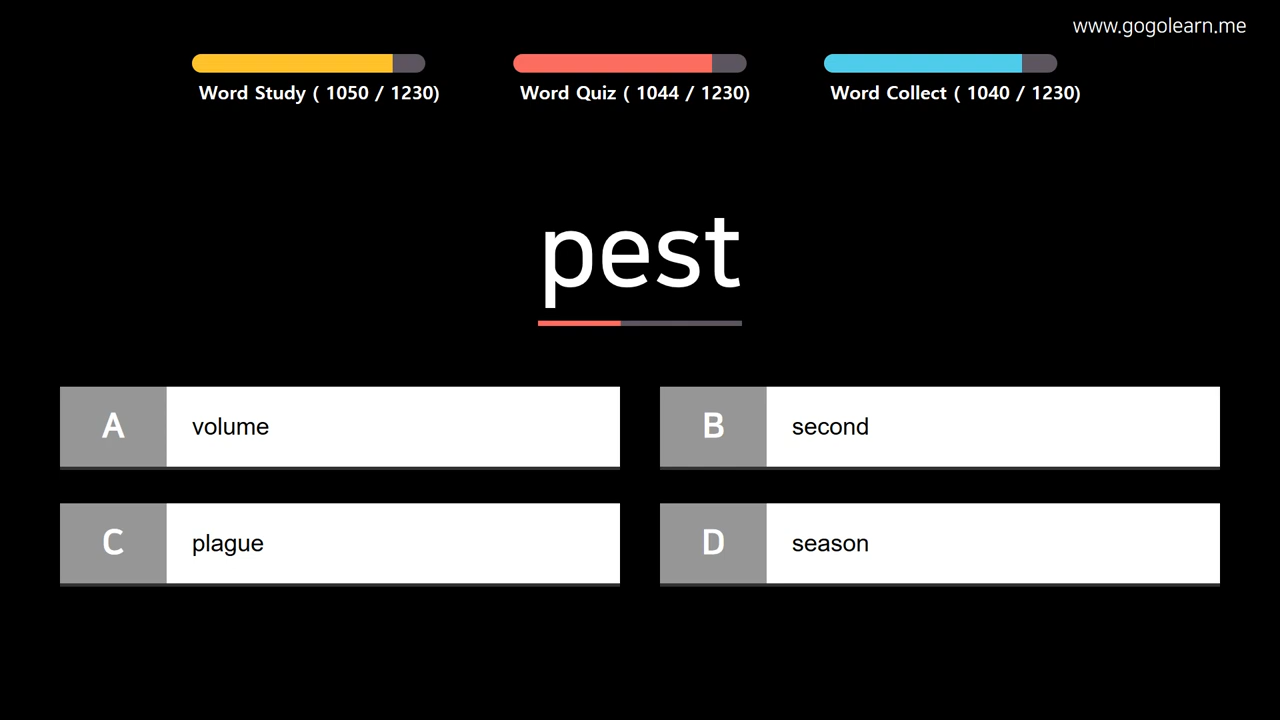 www.gogolearn.me
Word Study ( 1050 / 1230)
Word Quiz ( 1044 / 1230)
Word Collect ( 1040 / 1230)
pest
A volume
B second
C plague
D season